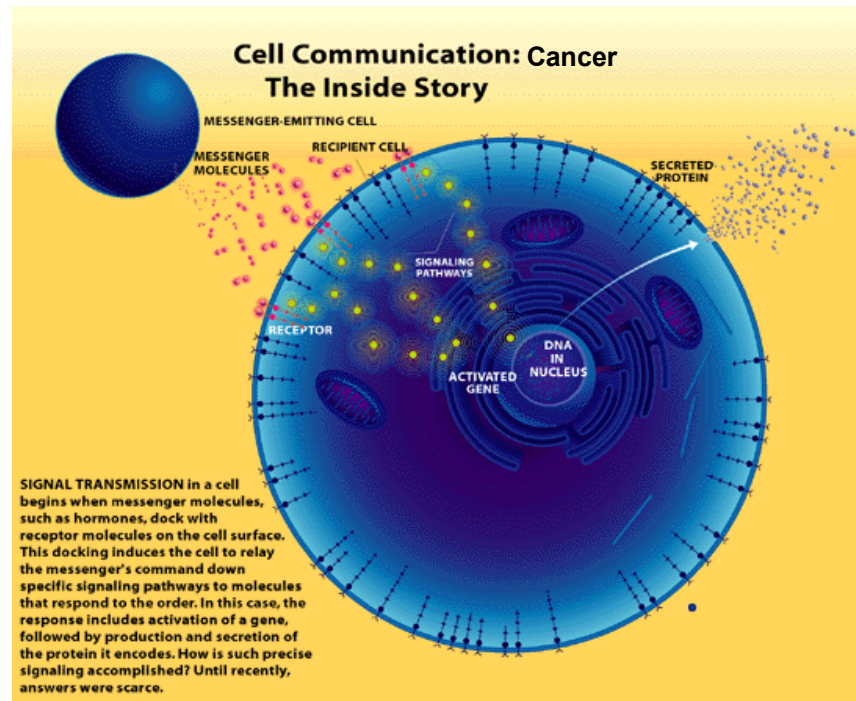 Cell Communication: Cancer
The Inside Story
MESSENGER-EMITTING CELL
MESSENGER
MOLECULES
RECIPIENT CELL
SECRETED
PROTEIN
SIGNALING
PATHWAYS
RECEPTOR
DNA
IN
NUCLEUS
ACTIVATED
GENE
SIGNAL TRANSMISSION in a cell
begins when messenger molecules,
such as hormones, dock with
receptor molecules on the cell surface.
This docking induces the cell to relay
the messenger's command down
specific signaling pathways to molecules
that respond to the order. In this case, the
response includes activation of a gene,
followed by production and secretion of
the protein it encodes. How is such precise
signaling accomplished? Until recently,
answers were scarce.